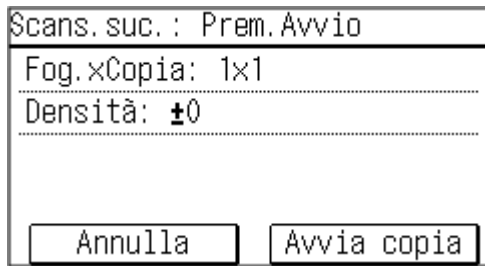 Scans.suc.: Prem.Avvio
Fog.xCopia: 1x1
Densità: ±0
Annulla Avvia copia